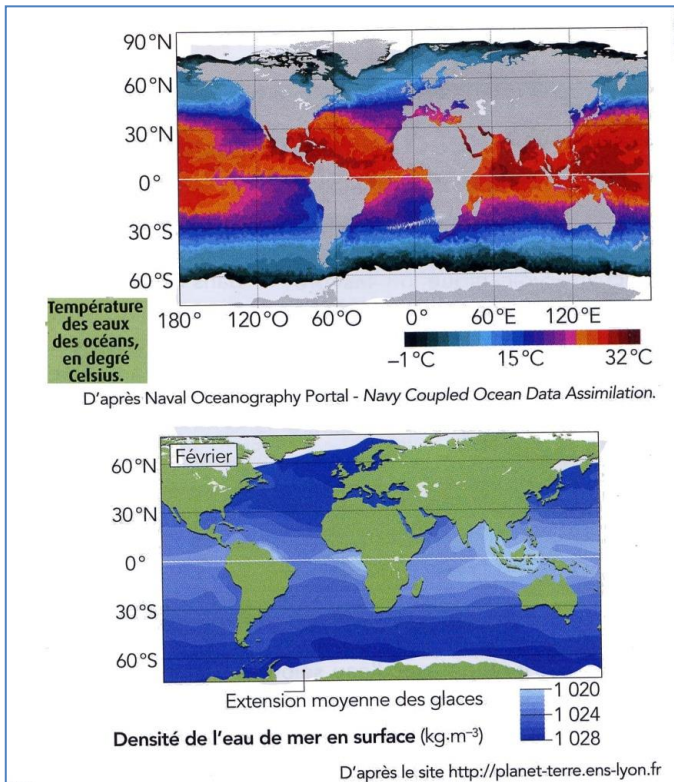 90°N
60°N
30°N
0°
30°S
60°S
180° 120°O 60°O 0° 60°E 120°E
Température
des eaux
des océans,
en degré
Celsius.
–1°C 15°C 32°C
D'après Naval Oceanography Portal - Navy Coupled Ocean Data Assimilation.
Février
60°N
30°N
0°
30°S
60°S
Extension moyenne des glaces
1 020
1 024
1 028
Densité de l'eau de mer en surface (kg.m⁻³)
D'après le site http://planet-terre.ens-lyon.fr